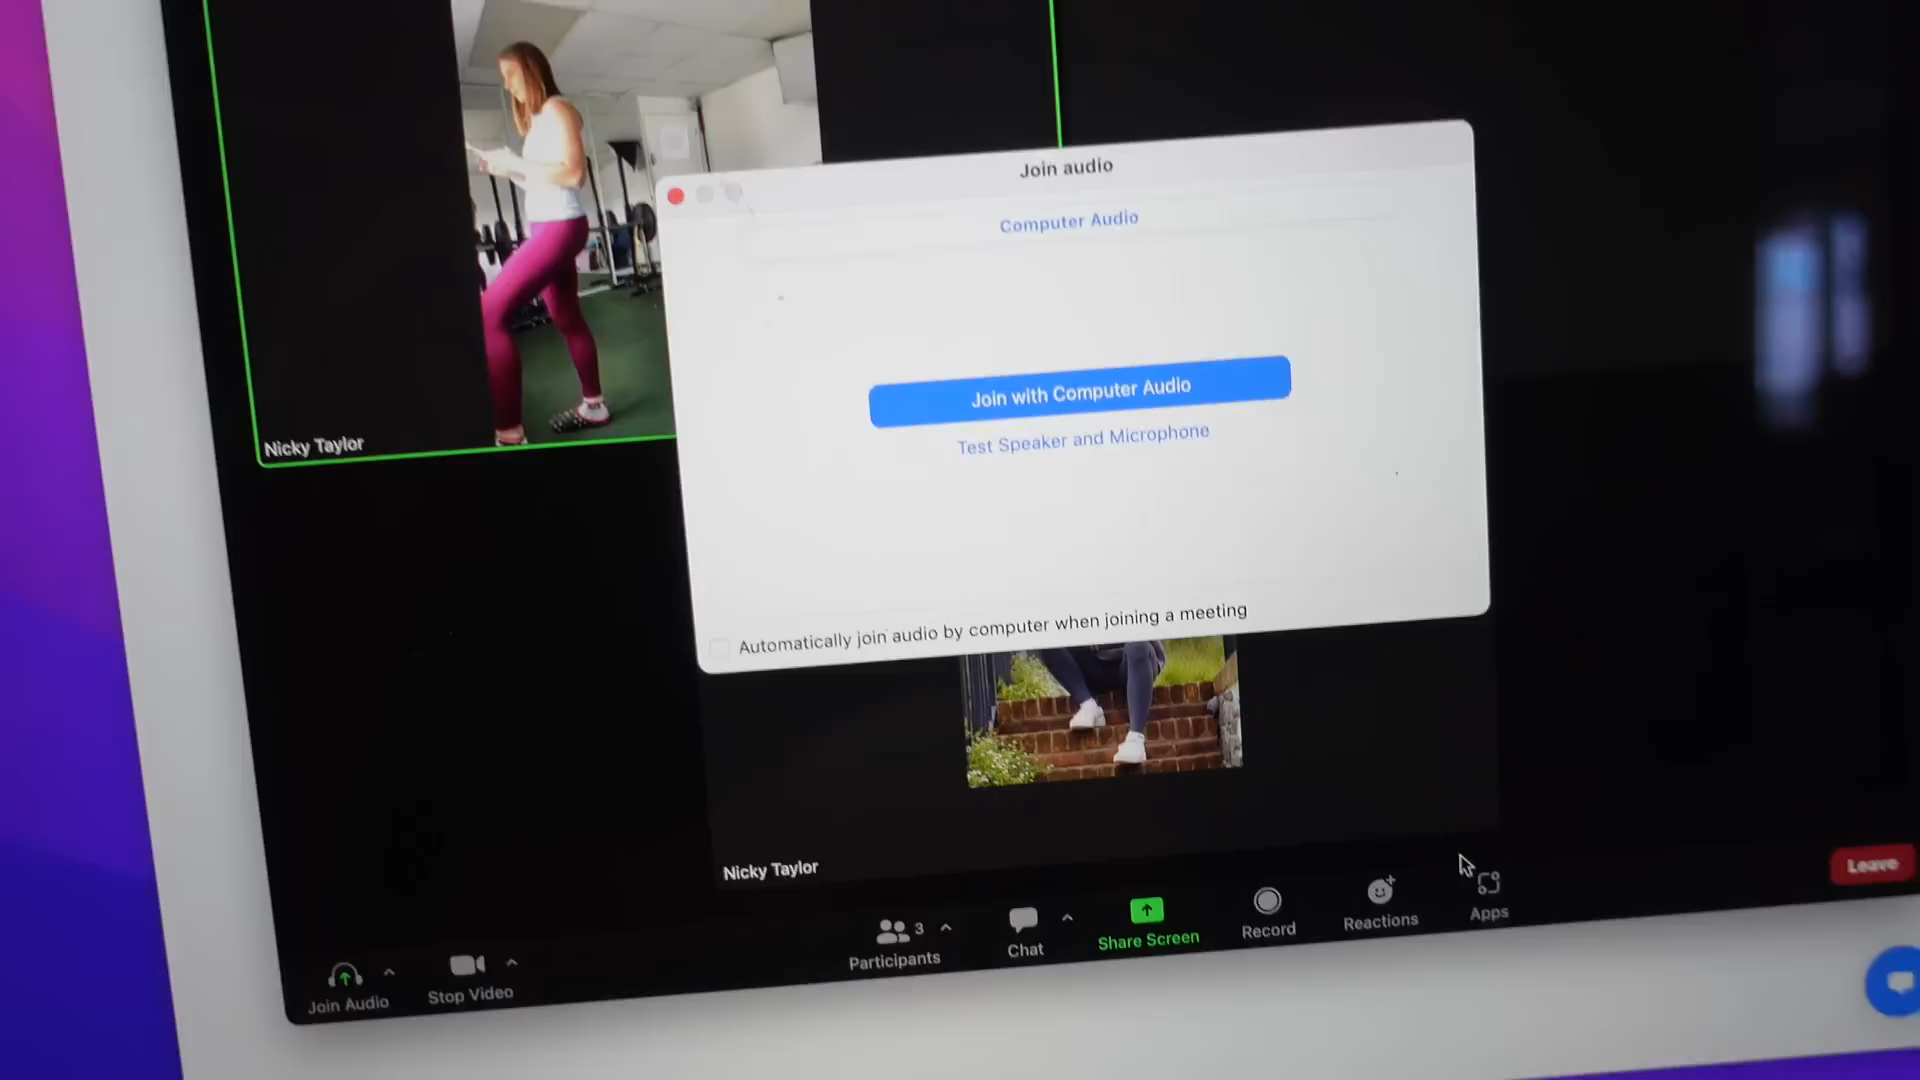 Join audio
Computer Audio
Join with Computer Audio
Test Speaker and Microphone
Automatically join audio by computer when joining a meeting
Nicky Taylor
Nicky Taylor
Join Audio
Stop Video
3
Participants
Chat
Share Screen
Record
Reactions
Apps
Leave